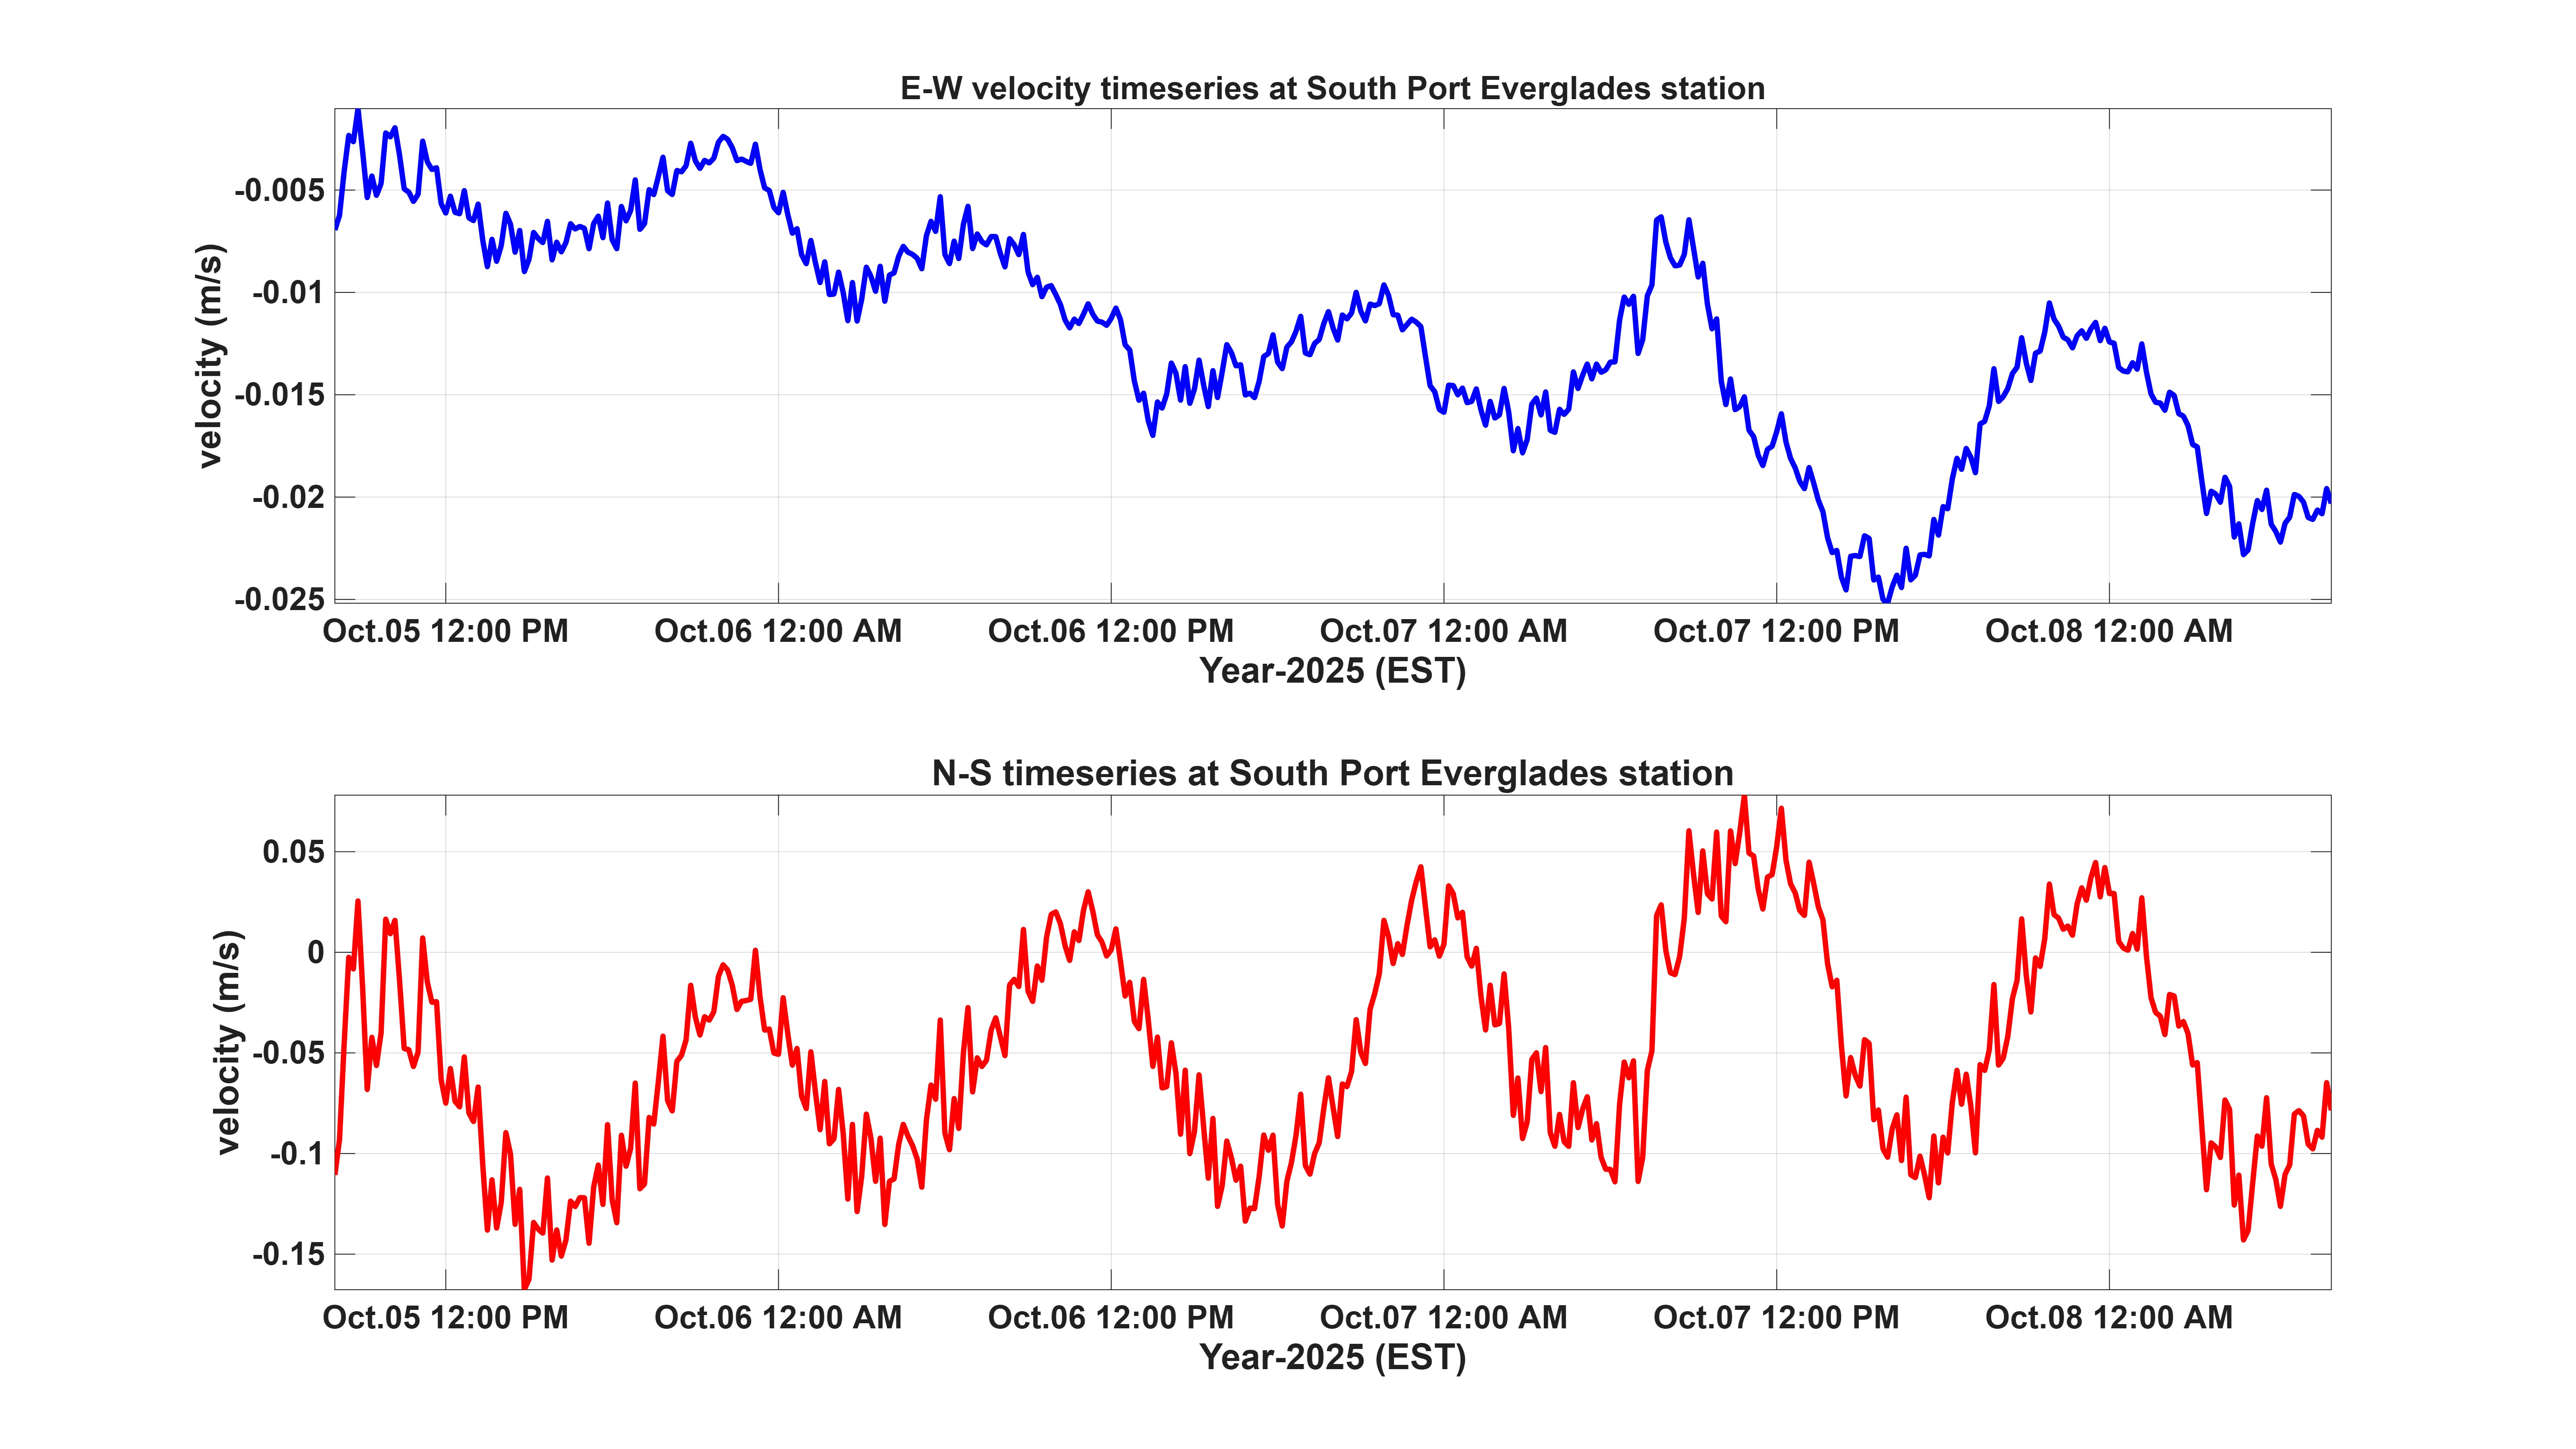 E-W velocity timeseries at South Port Everglades station
velocity (m/s)
-0.005
-0.01
-0.015
-0.02
-0.025
Oct.05 12:00 PM Oct.06 12:00 AM Oct.06 12:00 PM Oct.07 12:00 AM Oct.07 12:00 PM Oct.08 12:00 AM
Year-2025 (EST)
N-S timeseries at South Port Everglades station
velocity (m/s)
0.05
0
-0.05
-0.1
-0.15
Oct.05 12:00 PM Oct.06 12:00 AM Oct.06 12:00 PM Oct.07 12:00 AM Oct.07 12:00 PM Oct.08 12:00 AM
Year-2025 (EST)